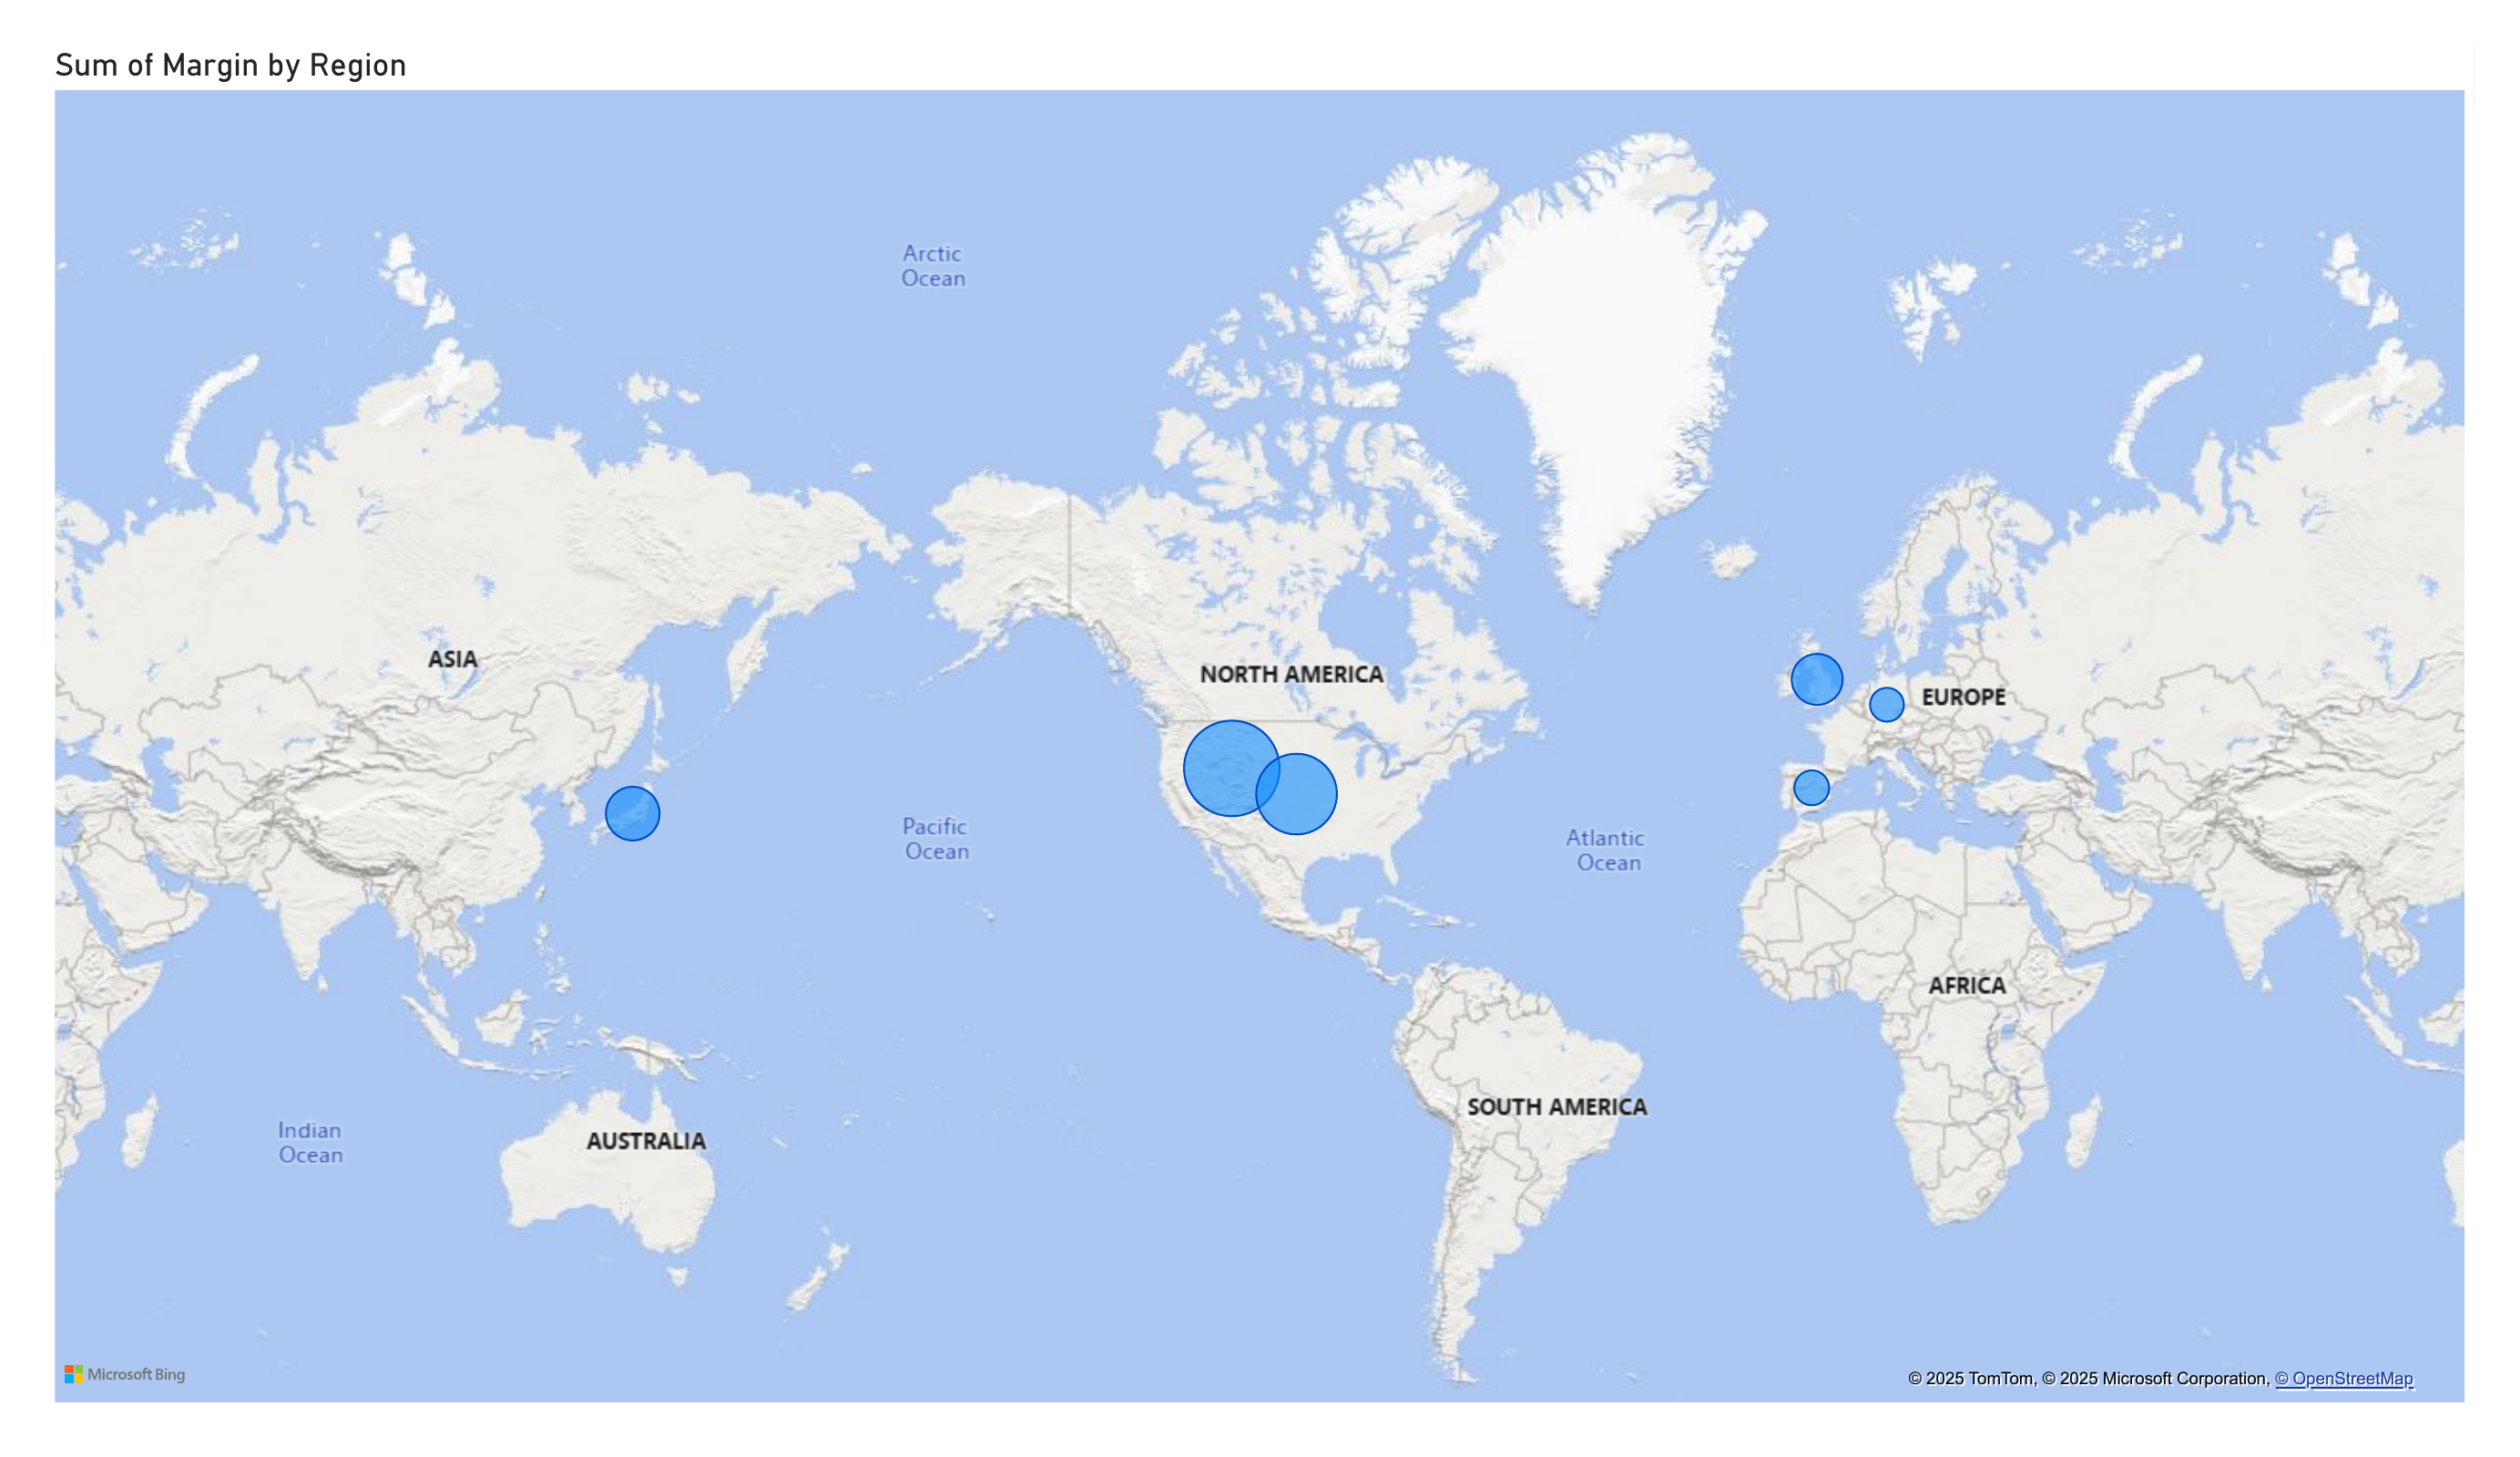 Sum of Margin by Region
Arctic
Ocean
ASIA
NORTH AMERICA
EUROPE
Pacific
Ocean
Atlantic
Ocean
AFRICA
SOUTH AMERICA
Indian
Ocean
AUSTRALIA
Microsoft Bing
© 2025 TomTom, © 2025 Microsoft Corporation, © OpenStreetMap